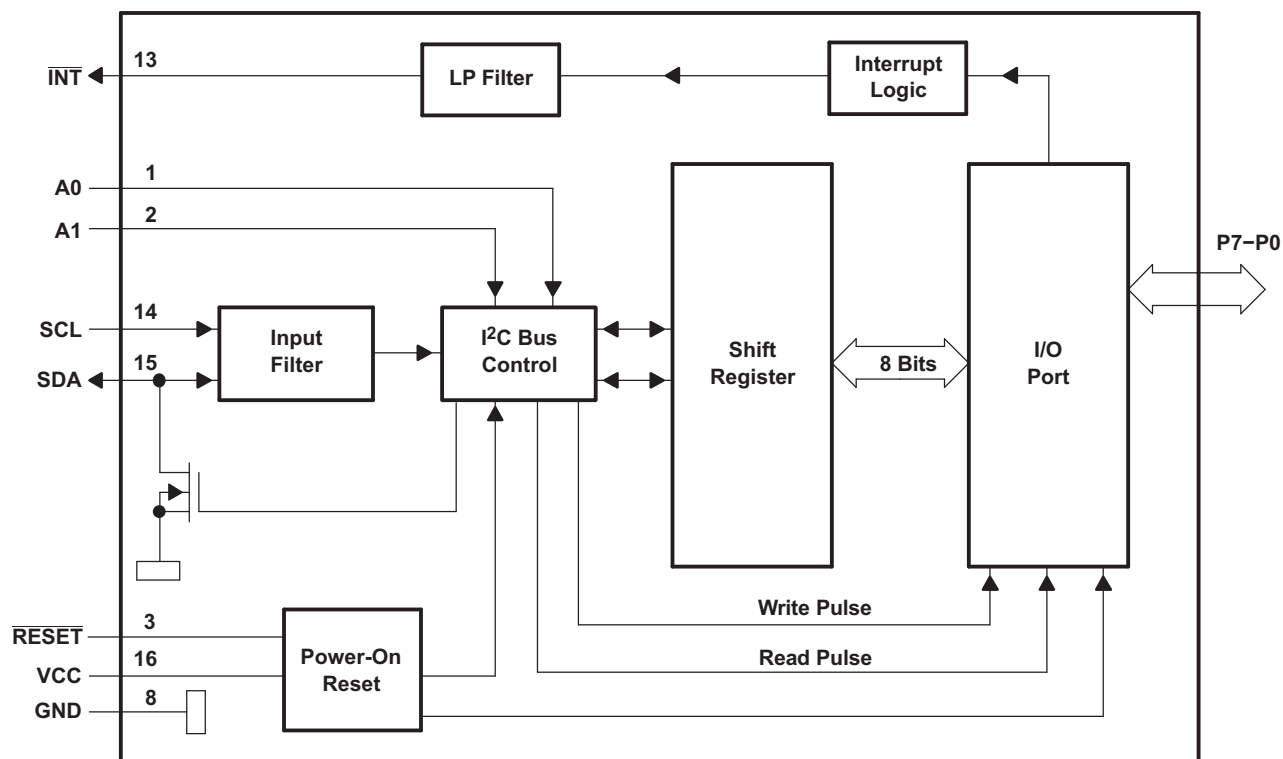 INT
13
LP Filter
Interrupt
Logic
A0
1
A1
2
P7–P0
SCL
14
SDA
15
Input
Filter
I²C Bus
Control
Shift
Register
8 Bits
I/O
Port
Write Pulse
Read Pulse
RESET
3
VCC
16
GND
8
Power-On
Reset